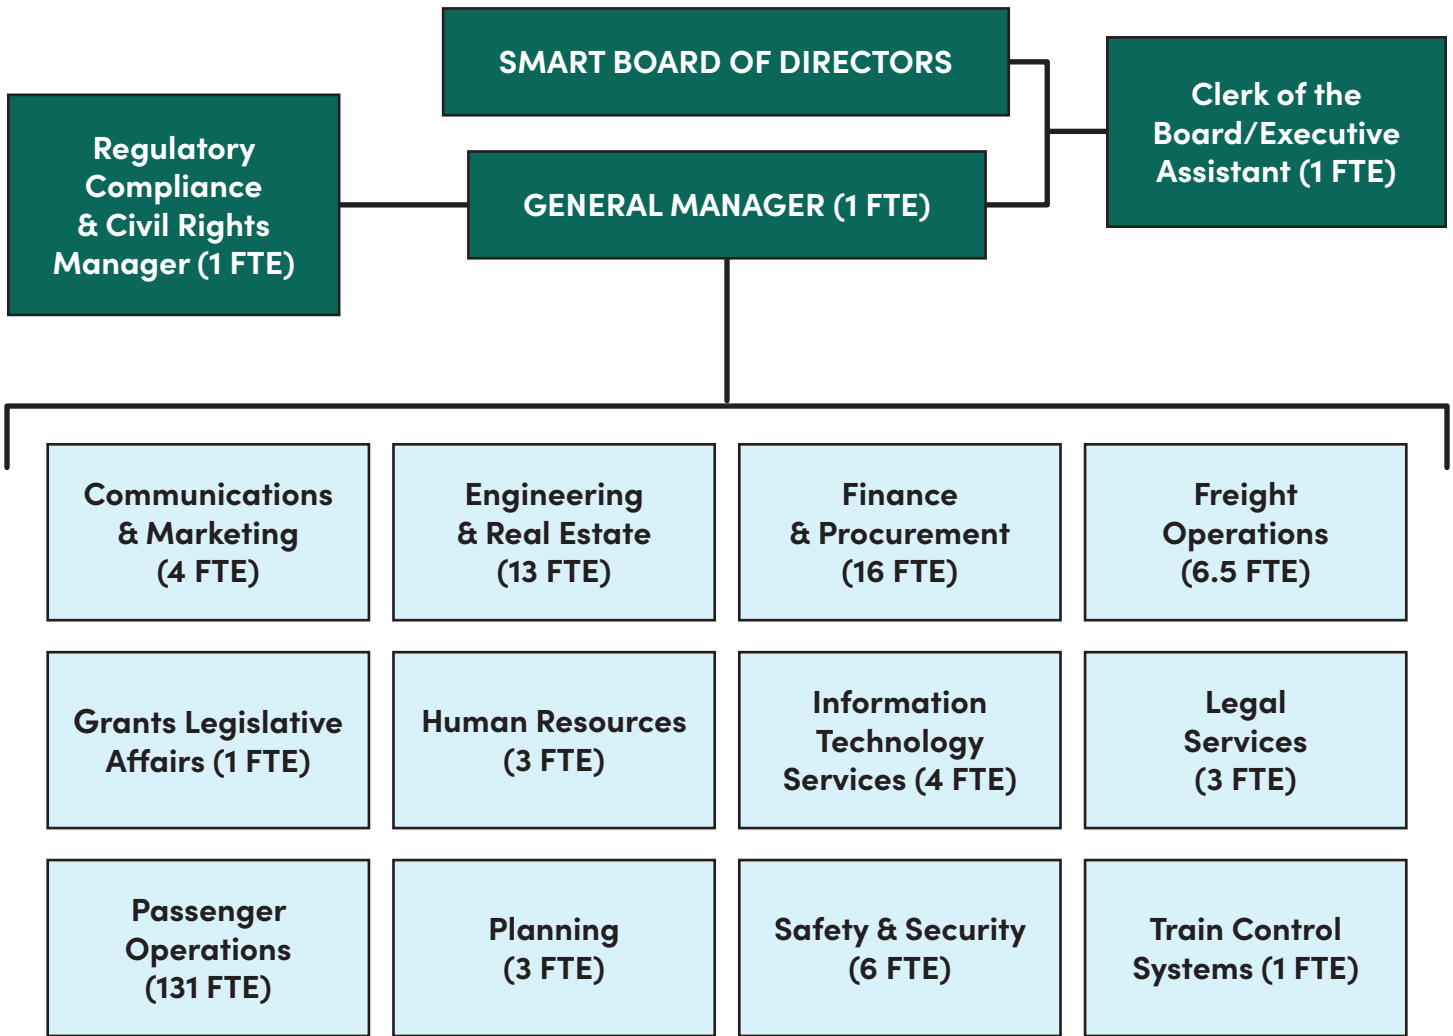 SMART BOARD OF DIRECTORS
Clerk of the
Board/Executive
Assistant (1 FTE)
Regulatory
Compliance
& Civil Rights
Manager (1 FTE)
GENERAL MANAGER (1 FTE)
Communications
& Marketing
(4 FTE)
Engineering
& Real Estate
(13 FTE)
Finance
& Procurement
(16 FTE)
Freight
Operations
(6.5 FTE)
Grants Legislative
Affairs (1 FTE)
Human Resources
(3 FTE)
Information
Technology
Services (4 FTE)
Legal
Services
(3 FTE)
Passenger
Operations
(131 FTE)
Planning
(3 FTE)
Safety & Security
(6 FTE)
Train Control
Systems (1 FTE)